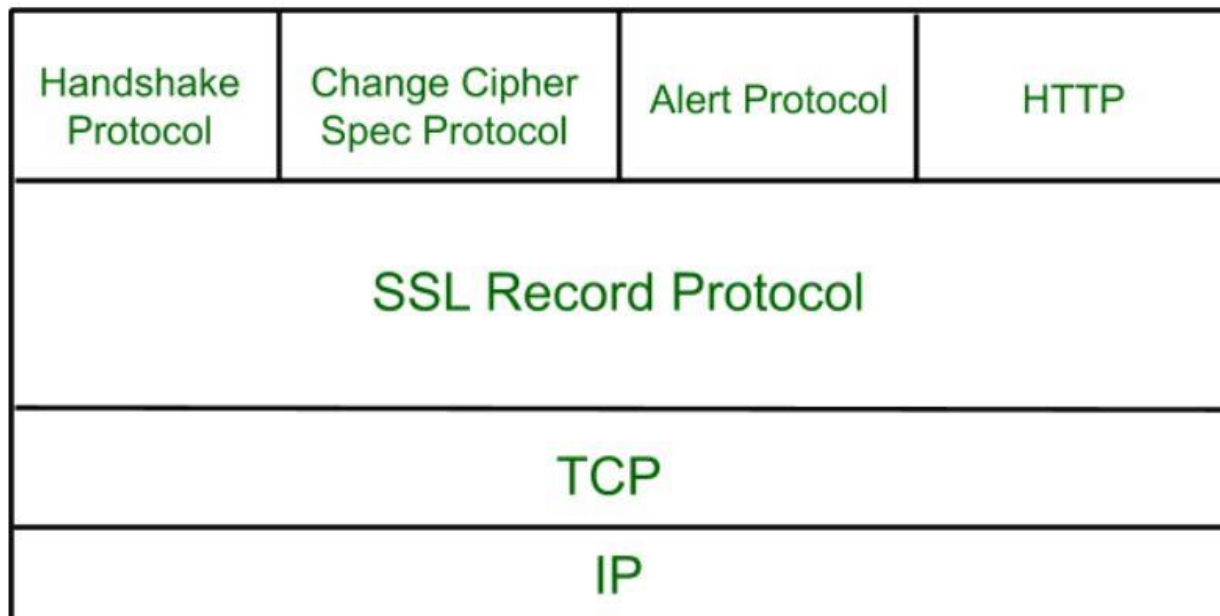 Handshake
Protocol
Change Cipher
Spec Protocol
Alert Protocol
HTTP
SSL Record Protocol
TCP
IP